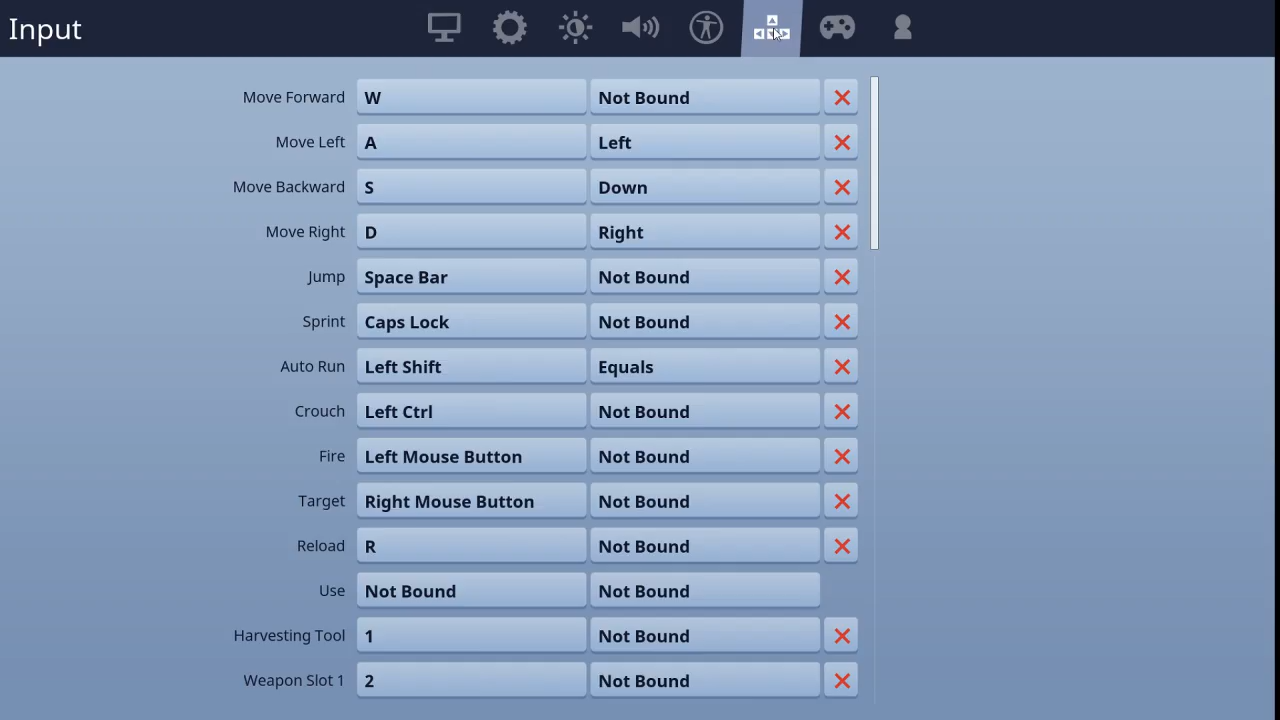 Input
Move Forward W Not Bound
Move Left A Left
Move Backward S Down
Move Right D Right
Jump Space Bar Not Bound
Sprint Caps Lock Not Bound
Auto Run Left Shift Equals
Crouch Left Ctrl Not Bound
Fire Left Mouse Button Not Bound
Target Right Mouse Button Not Bound
Reload R Not Bound
Use Not Bound Not Bound
Harvesting Tool 1 Not Bound
Weapon Slot 1 2 Not Bound